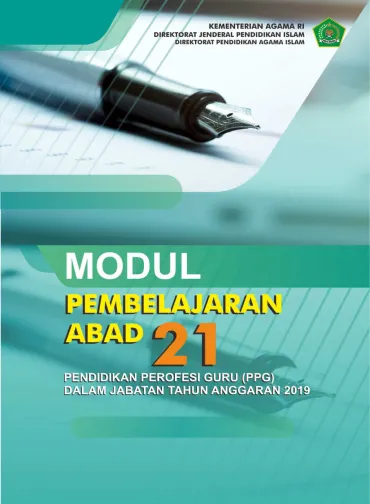 KEMENTERIAN AGAMA RI
DIREKTORAT JENDERAL PENDIDIKAN ISLAM
DIREKTORAT PENDIDIKAN AGAMA ISLAM
MODUL
PEMBELAJARAN
ABAD 21
PENDIDIKAN PEROFESI GURU (PPG)
DALAM JABATAN TAHUN ANGGARAN 2019